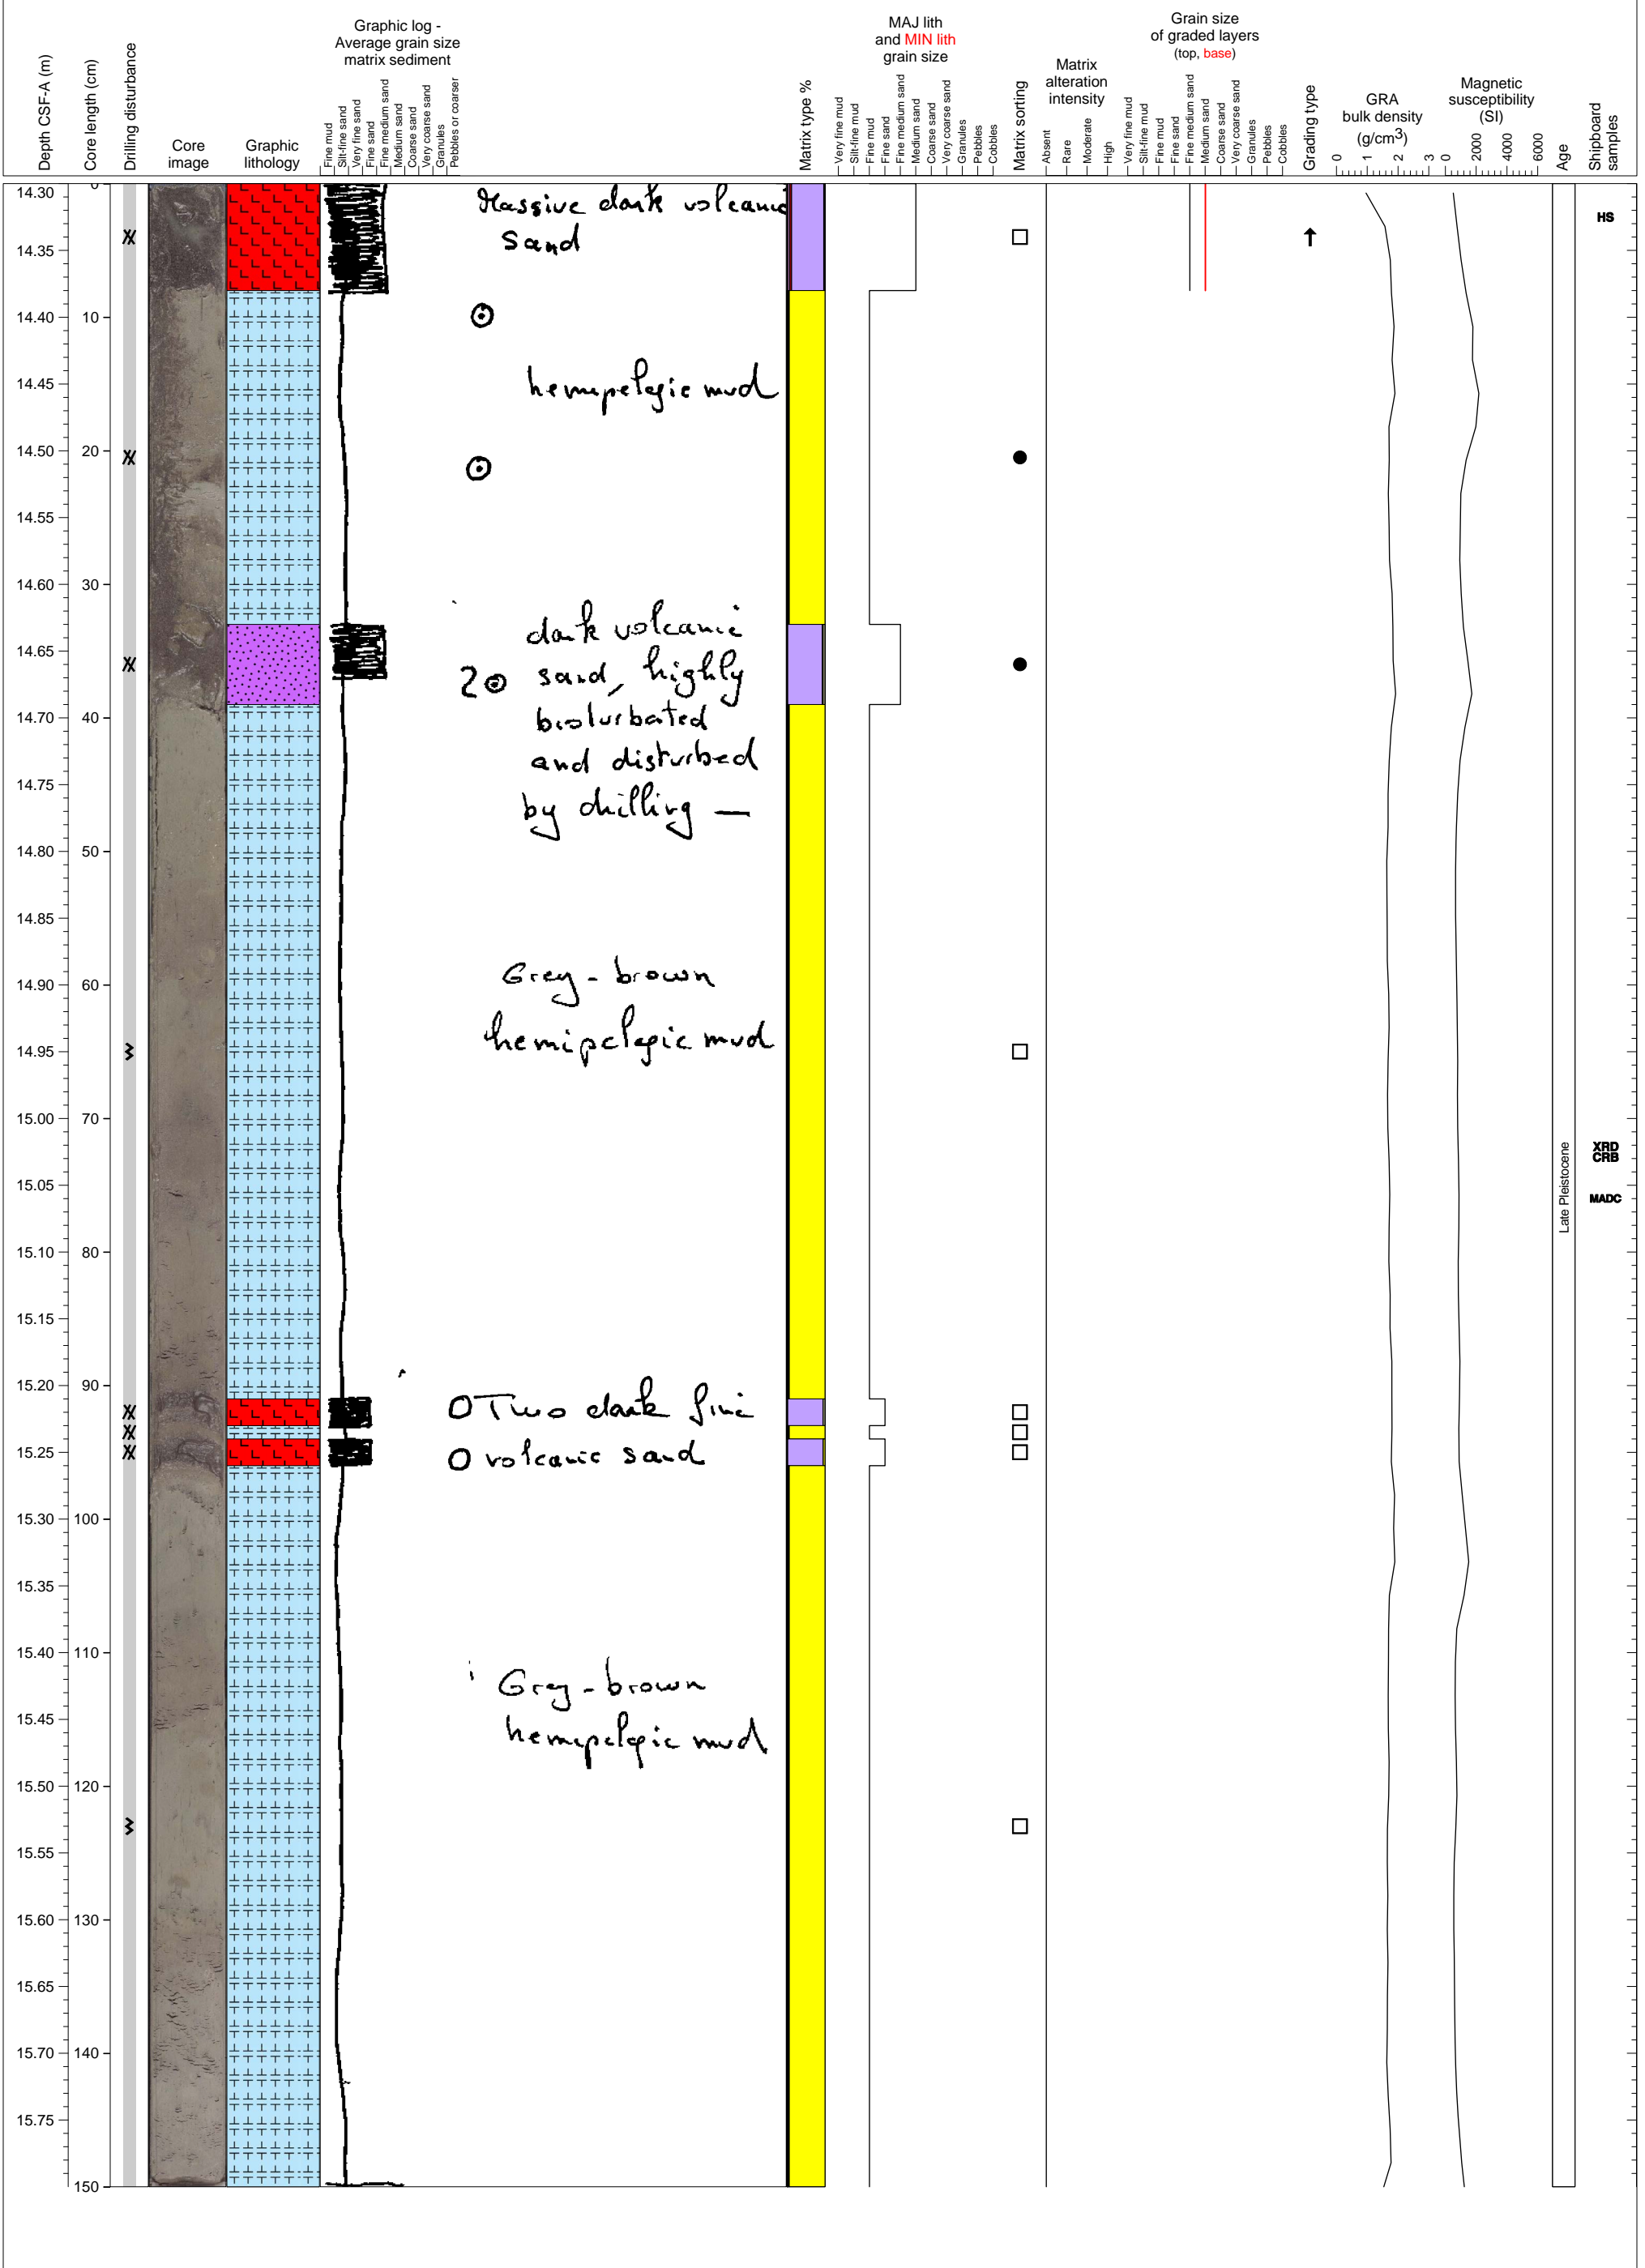 Depth CSF-A (m)
Core length (cm)
Drilling disturbance
Core
image
Graphic
lithology
Graphic log -
Average grain size
matrix sediment
Fine mud
Silt-fine sand
Very fine sand
Fine sand
Fine medium sand
Medium sand
Coarse sand
Very coarse sand
Granules
Pebbles or coarser
Matrix type %
MAJ lith
and MIN lith
grain size
Very fine mud
Silt-fine mud
Fine mud
Fine sand
Fine medium sand
Medium sand
Coarse sand
Very coarse sand
Granules
Pebbles
Cobbles
Matrix sorting
Matrix
alteration
intensity
Absent
Rare
Moderate
High
Grain size
of graded layers
(top, base)
Very fine mud
Silt-fine mud
Fine mud
Fine sand
Fine medium sand
Medium sand
Coarse sand
Very coarse sand
Granules
Pebbles
Cobbles
Grading type
GRA
bulk density
(g/cm3)
0 1 2 3
Magnetic
susceptibility
(SI)
0 2000 4000 6000
Age
Shipboard
samples
14.30 0
Massive dark volcanic
HS
sand
14.35
14.40 10
14.45
hemipelagic mud
14.50 20
14.55
14.60 30
dark volcanic
14.65
sand, highly
bioturbated
14.70 40
and disturbed
14.75
by drilling —
14.80 50
14.85
14.90 60
Grey - brown
hemipelagic mud
14.95
15.00 70
XRD
CRB
15.05
MADC
Late Pleistocene
15.10 80
15.15
15.20 90
Two dark fine
15.25
volcanic sand
15.30 100
15.35
15.40 110
Grey - brown
15.45
hemipelagic mud
15.50 120
15.55
15.60 130
15.65
15.70 140
15.75
150